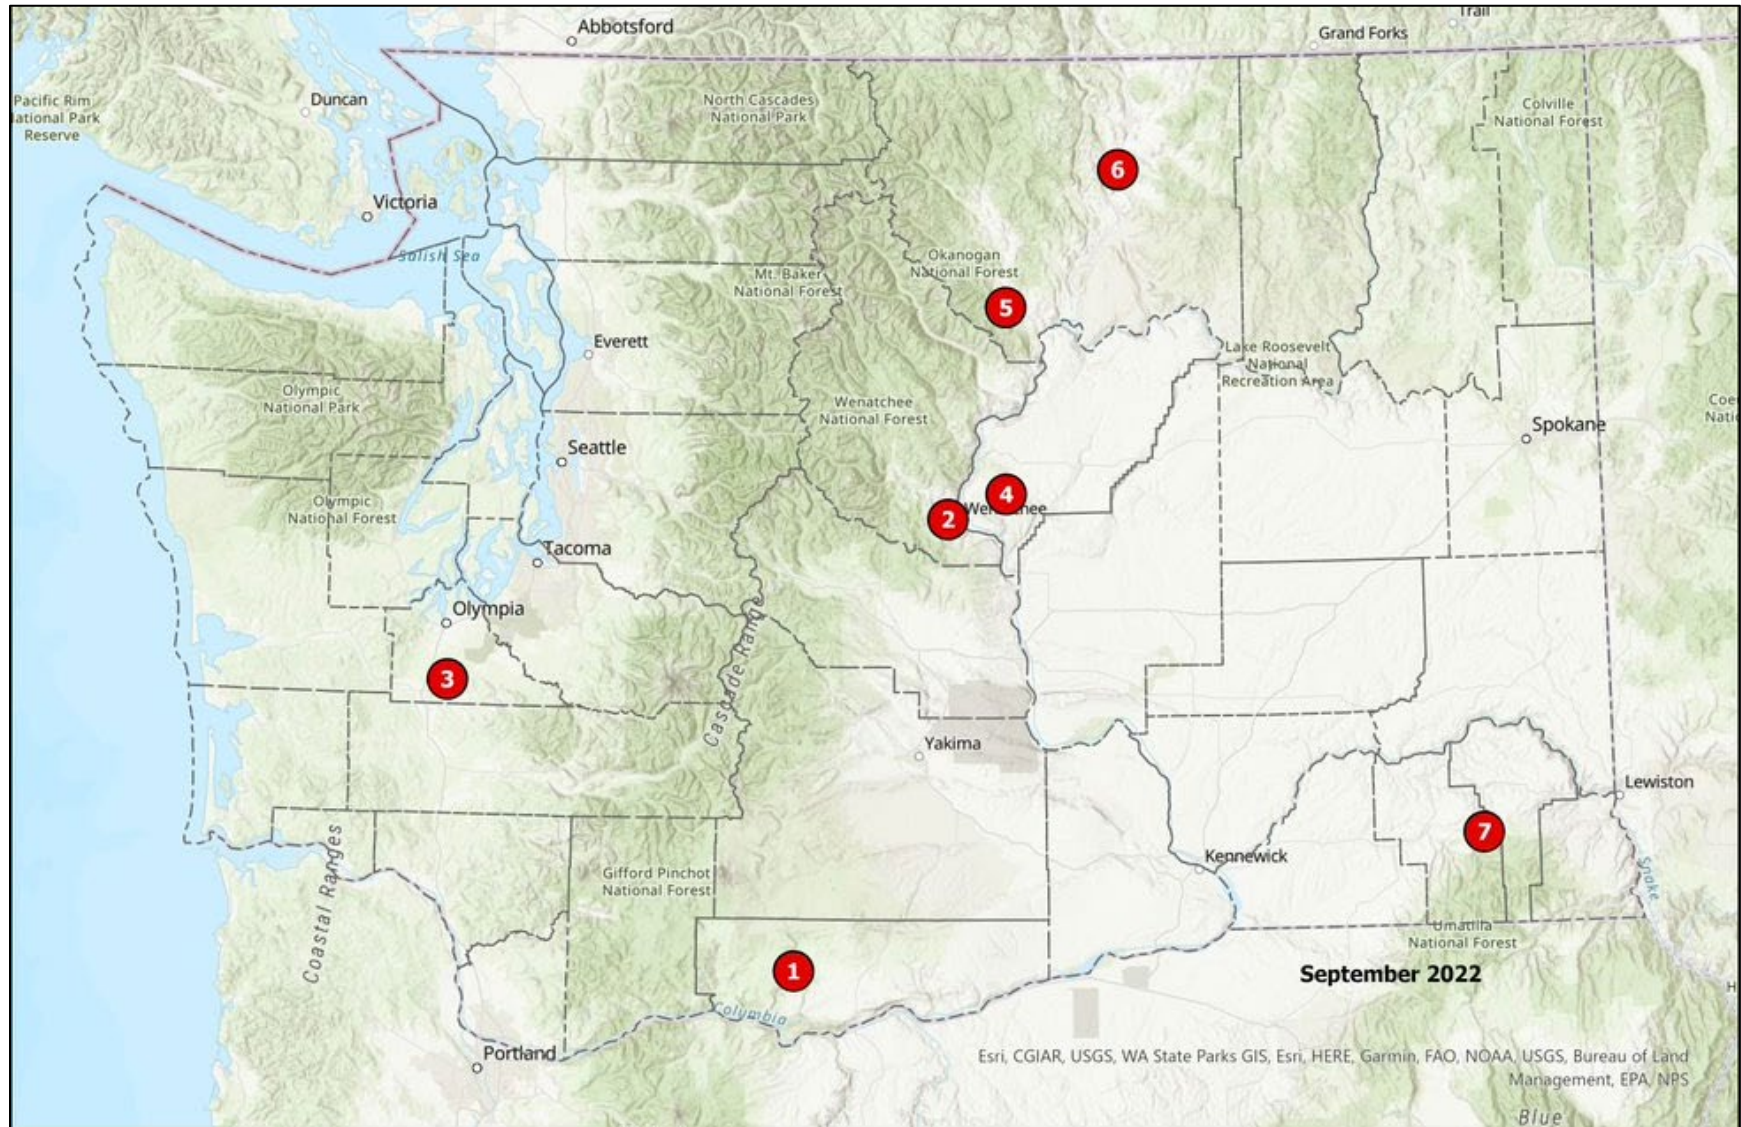 Abbotsford
Trail
Grand Forks
Duncan
Pacific Rim
National Park
Reserve
North Cascades
National Park
Colville
National Forest
6
Victoria
Salish Sea
Mt. Baker
National Forest
Okanogan
National Forest
5
Everett
Lake Roosevelt
National
Recreation Area
Olympic
National Park
Wenatchee
National Forest
Spokane
Seattle
4
Wenatchee
2
Olympic
National Forest
Tacoma
Olympia
3
Cascade Range
Yakima
Lewiston
7
Kennewick
Snake
Coastal Ranges
Gifford Pinchot
National Forest
Umatilla
National Forest
1
September 2022
Columbia
Portland
Esri, CGIAR, USGS, WA State Parks GIS, Esri, HERE, Garmin, FAO, NOAA, USGS, Bureau of Land
Management, EPA, NPS
Blue